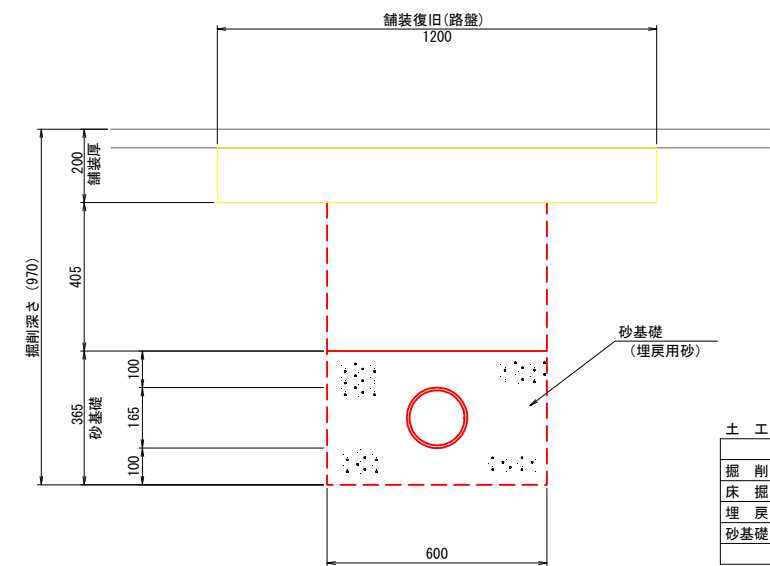 舗装復旧(路盤)
1200
200
舗装厚
405
掘削深さ (970)
砂基礎
(埋戻用砂)
100
365
砂基礎
165
100
600
土 工
掘 削
床 掘
埋 戻
砂基礎